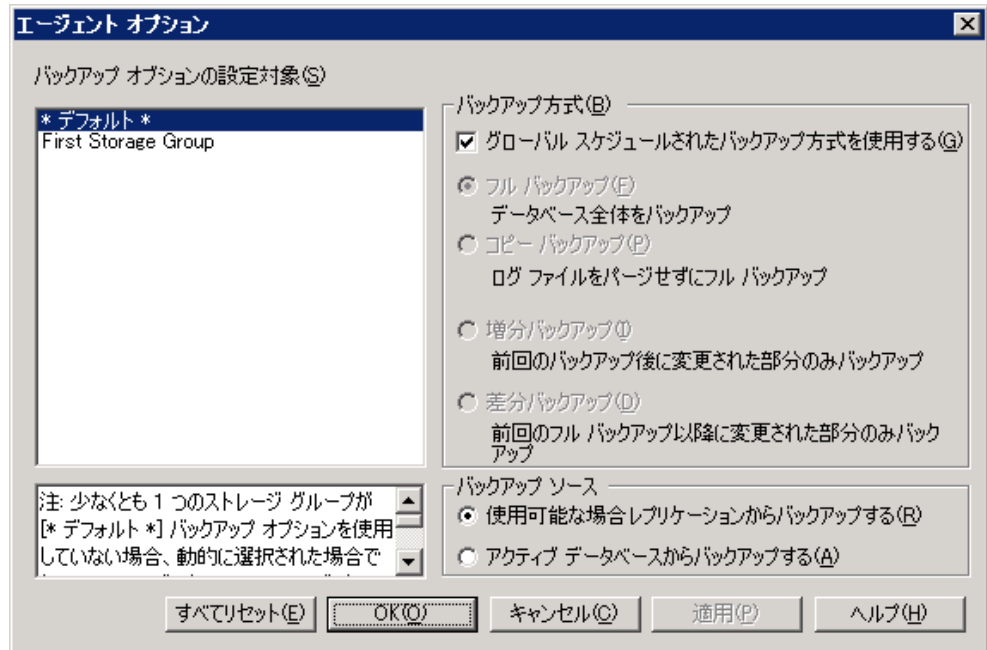 エージェント オプション
バックアップ オプションの設定対象(S)
* デフォルト *
First Storage Group
注: 少なくとも 1 つのストレージ グループが
[* デフォルト *] バックアップ オプションを使用
していない場合、動的に選択された場合で
バックアップ方式(B)
グローバル スケジュールされたバックアップ方式を使用する(G)
フル バックアップ(F)
データベース全体をバックアップ
コピー バックアップ(P)
ログ ファイルをパージせずにフル バックアップ
増分バックアップ(I)
前回のバックアップ後に変更された部分のみバックアップ
差分バックアップ(D)
前回のフル バックアップ以降に変更された部分のみバック
アップ
バックアップ ソース
使用可能な場合レプリケーションからバックアップする(R)
アクティブ データベースからバックアップする(A)
すべてリセット(E)
OK(O)
キャンセル(C)
適用(P)
ヘルプ(H)